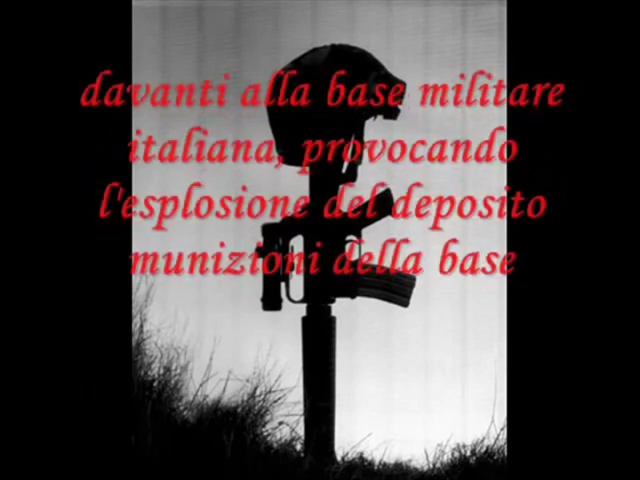 davanti alla base militare
italiana, provocando
l'esplosione del deposito
munizioni della base